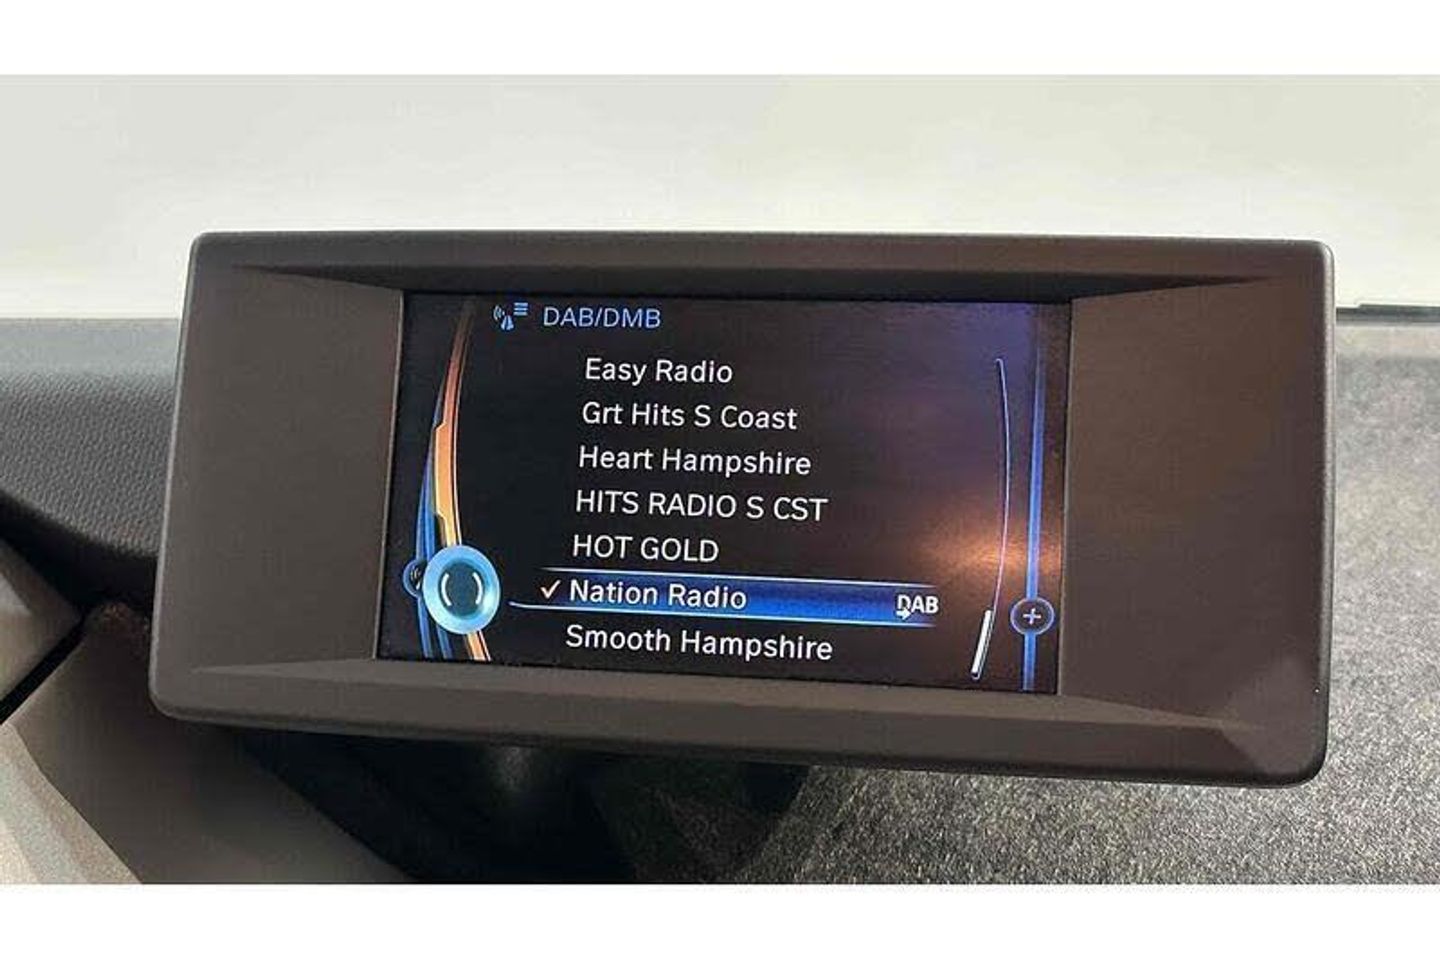 DAB/DMB
Easy Radio
Grt Hits S Coast
Heart Hampshire
HITS RADIO S CST
HOT GOLD
✓ Nation Radio DAB
Smooth Hampshire